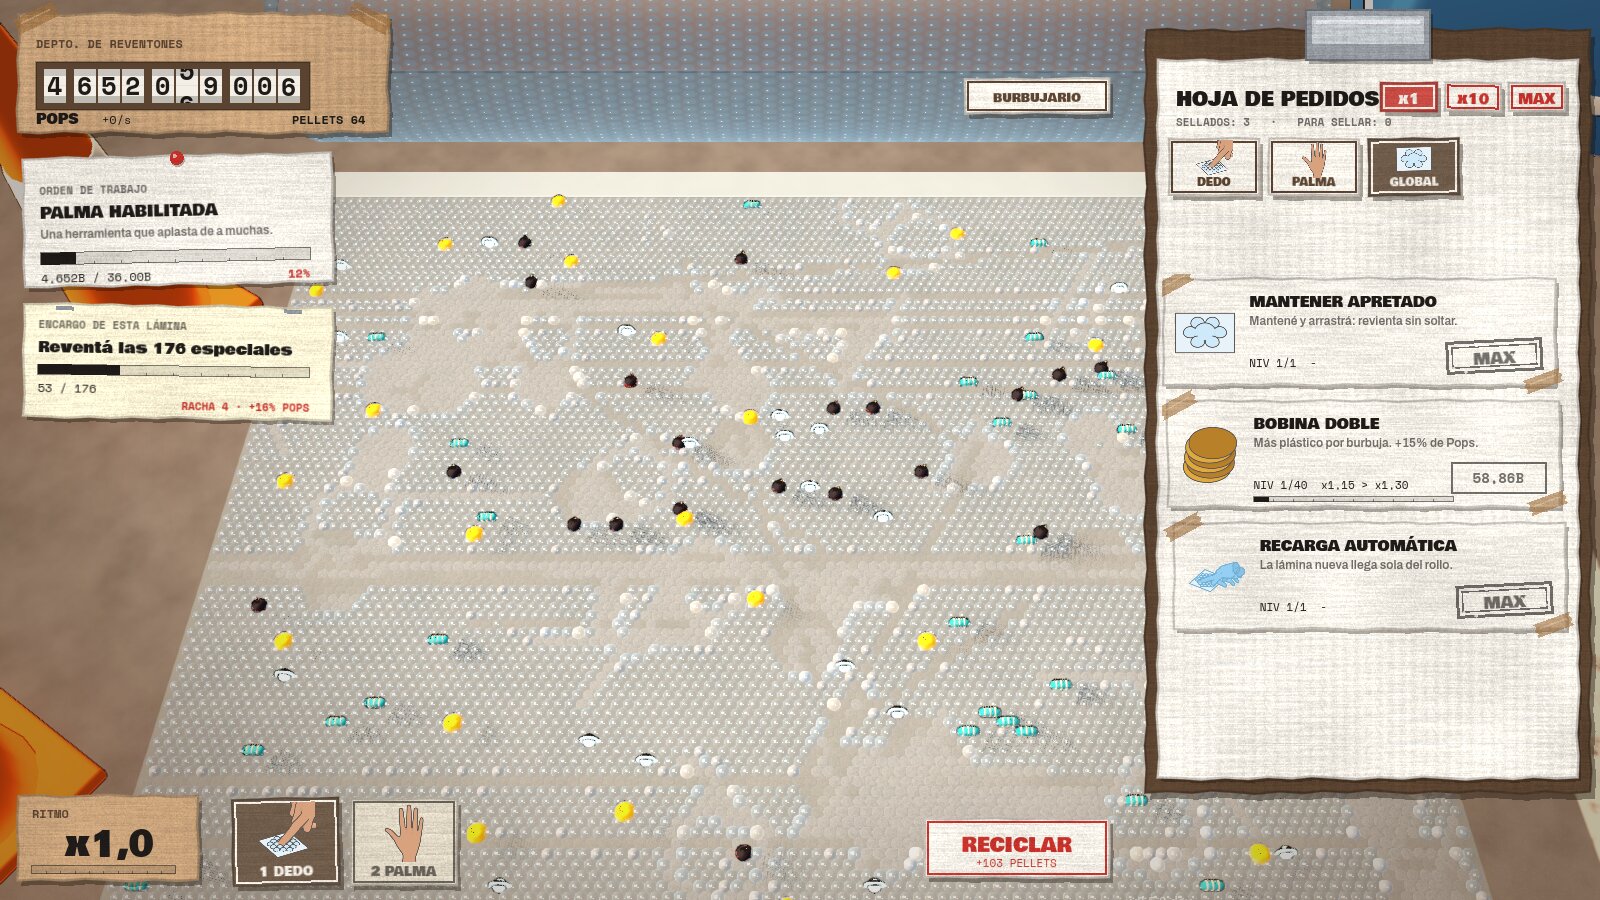 DEPTO. DE REVENTONES
4 652 0 9 006
POPS +0/s PELLETS 64
ORDEN DE TRABAJO
PALMA HABILITADA
Una herramienta que aplasta de a muchas.
4,652B / 36.00B 12%
ENCARGO DE ESTA LÁMINA
Reventá las 176 especiales
53 / 176
RACHA 4 · +16% POPS
BURBUJARIO
HOJA DE PEDIDOS x1 x10 MAX
SELLADOS: 3 · PARA SELLAR: 0
DEDO PALMA GLOBAL
MANTENER APRETADO
Mantené y arrastrá: revienta sin soltar.
NIV 1/1 - MAX
BOBINA DOBLE
Más plástico por burbuja. +15% de Pops.
NIV 1/40 x1,15 > x1,30 58,86B
RECARGA AUTOMÁTICA
La lámina nueva llega sola del rollo.
NIV 1/1 - MAX
RITMO
x1,0
1 DEDO 2 PALMA
RECICLAR
+103 PELLETS